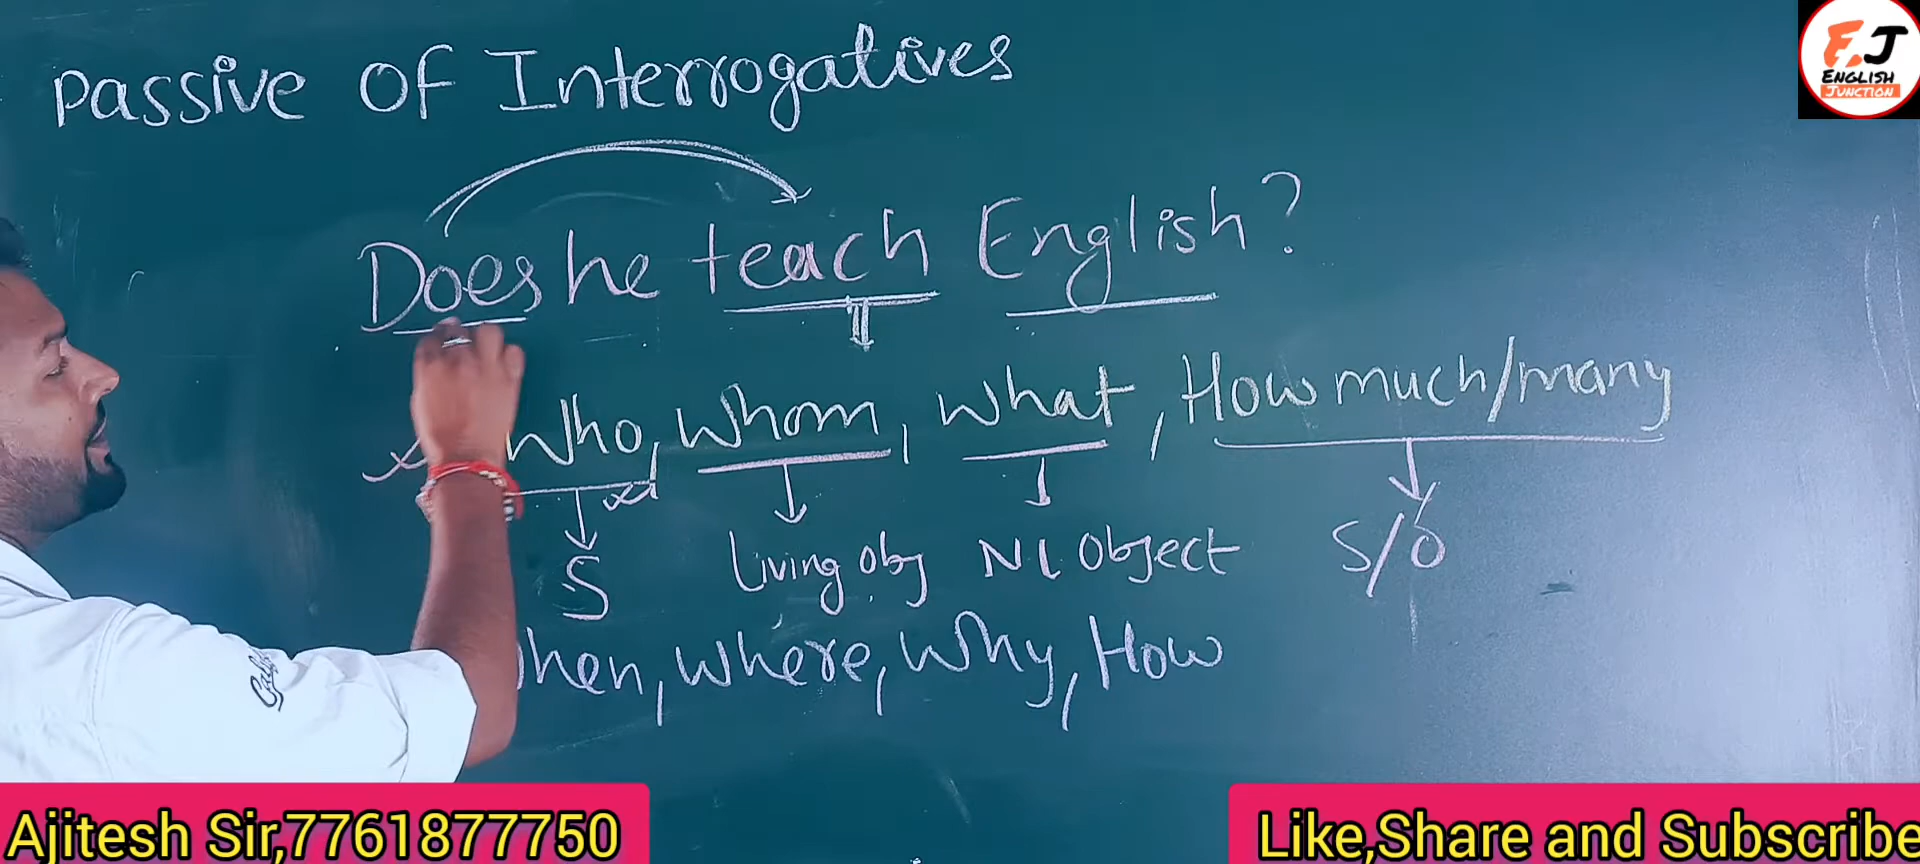 Passive Of Interrogatives
E.J
ENGLISH
JUNCTION
Does he teach English?
Who, Whom, What, How much/many
S Living obj NL Object S/O
hen, Where, Why, How
Calv
Ajitesh Sir,7761877750
Like,Share and Subscribe